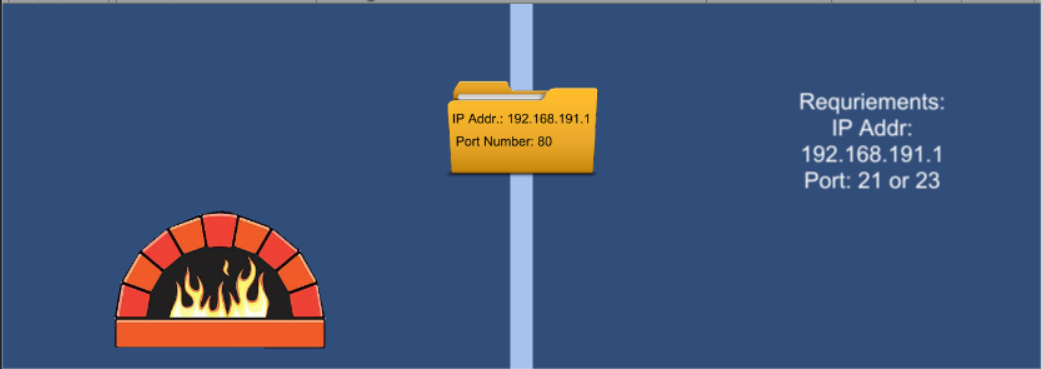 IP Addr.: 192.168.191.1
Port Number: 80
Requriements:
IP Addr:
192.168.191.1
Port: 21 or 23